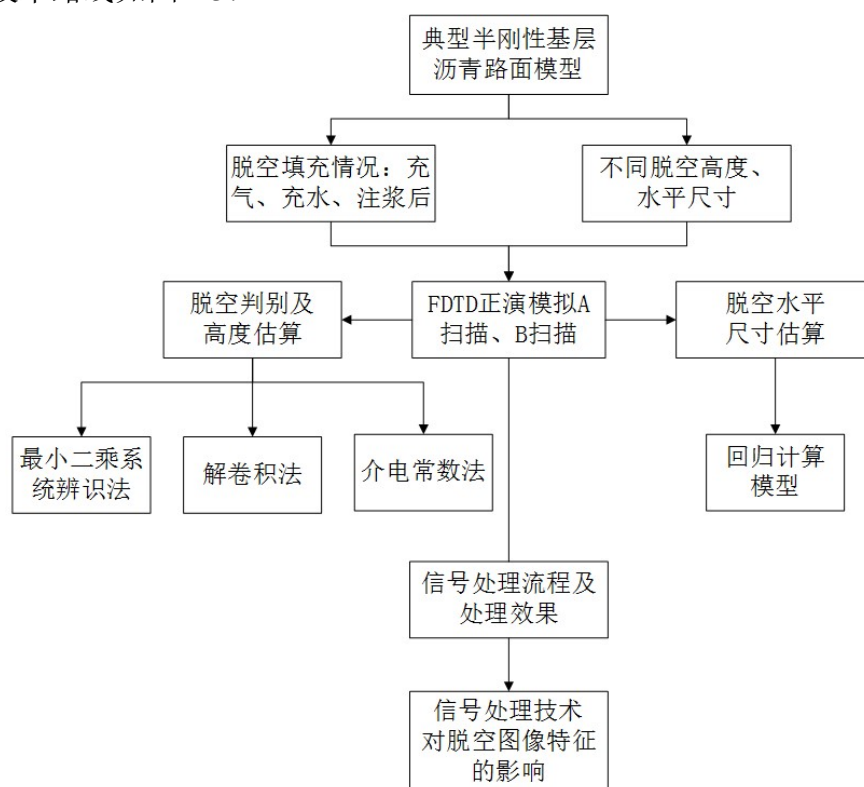 典型半刚性基层
沥青路面模型
脱空填充情况：充
气、充水、注浆后
不同脱空高度、
水平尺寸
脱空判别及
高度估算
FDTD正演模拟A
扫描、B扫描
脱空水平
尺寸估算
最小二乘系
统辨识法
解卷积法
介电常数法
回归计算
模型
信号处理流程及
处理效果
信号处理技术
对脱空图像特征
的影响